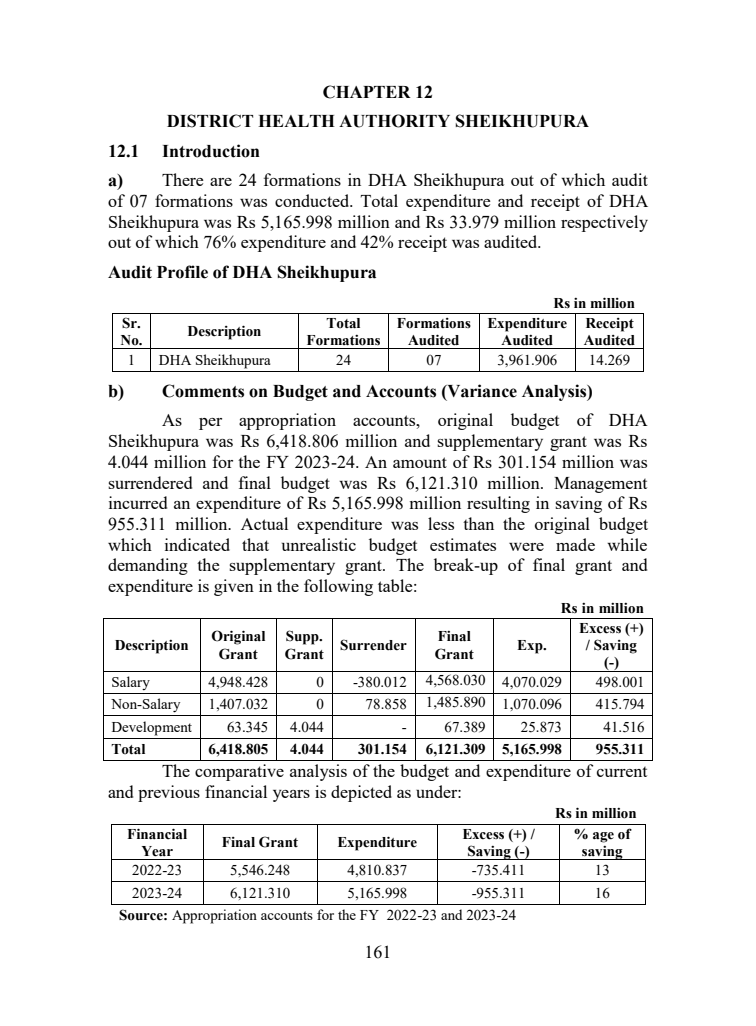 CHAPTER 12
DISTRICT HEALTH AUTHORITY SHEIKHUPURA
12.1 Introduction
a) There are 24 formations in DHA Sheikhupura out of which audit
of 07 formations was conducted. Total expenditure and receipt of DHA
Sheikhupura was Rs 5,165.998 million and Rs 33.979 million respectively
out of which 76% expenditure and 42% receipt was audited.
Audit Profile of DHA Sheikhupura
Rs in million
Sr. No. Description Total Formations Formations Audited Expenditure Audited Receipt Audited
1 DHA Sheikhupura 24 07 3,961.906 14.269
b) Comments on Budget and Accounts (Variance Analysis)
As per appropriation accounts, original budget of DHA
Sheikhupura was Rs 6,418.806 million and supplementary grant was Rs
4.044 million for the FY 2023-24. An amount of Rs 301.154 million was
surrendered and final budget was Rs 6,121.310 million. Management
incurred an expenditure of Rs 5,165.998 million resulting in saving of Rs
955.311 million. Actual expenditure was less than the original budget
which indicated that unrealistic budget estimates were made while
demanding the supplementary grant. The break-up of final grant and
expenditure is given in the following table:
Rs in million
Description Original Grant Supp. Grant Surrender Final Grant Exp. Excess (+) / Saving (-)
Salary 4,948.428 0 -380.012 4,568.030 4,070.029 498.001
Non-Salary 1,407.032 0 78.858 1,485.890 1,070.096 415.794
Development 63.345 4.044 - 67.389 25.873 41.516
Total 6,418.805 4.044 301.154 6,121.309 5,165.998 955.311
The comparative analysis of the budget and expenditure of current
and previous financial years is depicted as under:
Rs in million
Financial Year Final Grant Expenditure Excess (+) / Saving (-) % age of saving
2022-23 5,546.248 4,810.837 -735.411 13
2023-24 6,121.310 5,165.998 -955.311 16
Source: Appropriation accounts for the FY 2022-23 and 2023-24
161